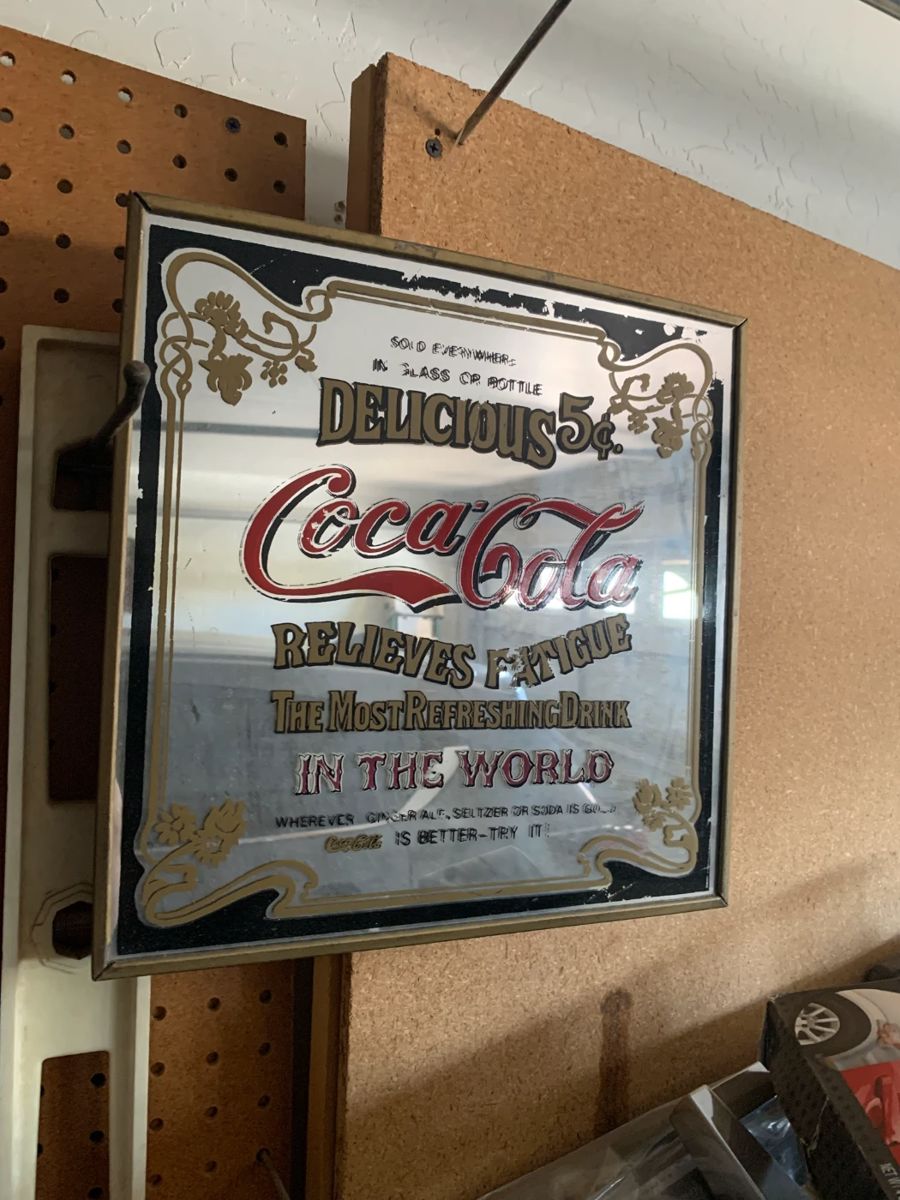 SOLD EVERYWHERE
IN GLASS OR BOTTLE
DELICIOUS 5¢.
Coca-Cola
RELIEVES FATIGUE
THE MOST REFRESHING DRINK
IN THE WORLD
WHEREVER GINGER ALE, SELTZER OR SODA IS
Coca-Cola IS BETTER-TRY IT!